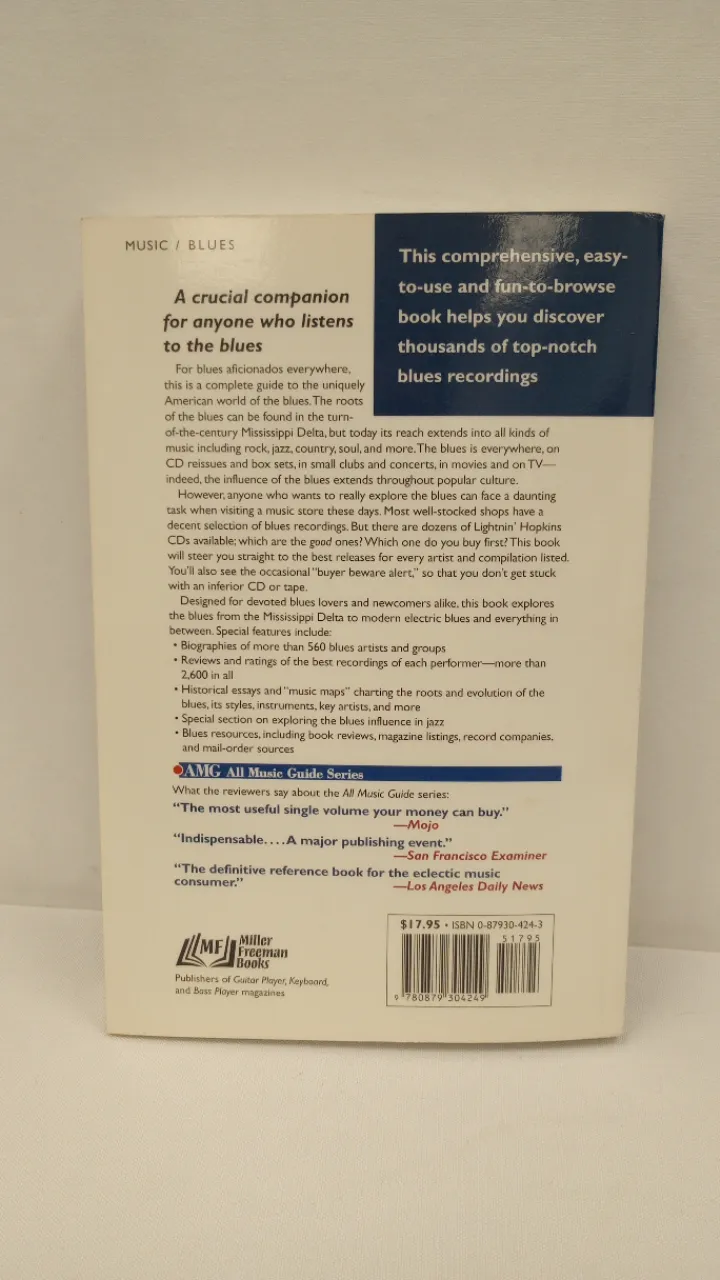 MUSIC / BLUES
This comprehensive, easy-
to-use and fun-to-browse
book helps you discover
thousands of top-notch
blues recordings
A crucial companion
for anyone who listens
to the blues
For blues aficionados everywhere,
this is a complete guide to the uniquely
American world of the blues. The roots
of the blues can be found in the turn-
of-the-century Mississippi Delta, but today its reach extends into all kinds of
music including rock, jazz, country, soul, and more. The blues is everywhere, on
CD reissues and box sets, in small clubs and concerts, in movies and on TV—
indeed, the influence of the blues extends throughout popular culture.
However, anyone who wants to really explore the blues can face a daunting
task when visiting a music store these days. Most well-stocked shops have a
decent selection of blues recordings. But there are dozens of Lightnin' Hopkins
CDs available; which are the good ones? Which one do you buy first? This book
will steer you straight to the best releases for every artist and compilation listed.
You'll also see the occasional "buyer beware alert," so that you don't get stuck
with an inferior CD or tape.
Designed for devoted blues lovers and newcomers alike, this book explores
the blues from the Mississippi Delta to modern electric blues and everything in
between. Special features include:
• Biographies of more than 560 blues artists and groups
• Reviews and ratings of the best recordings of each performer—more than
2,600 in all
• Historical essays and "music maps" charting the roots and evolution of the
blues, its styles, instruments, key artists, and more
• Special section on exploring the blues influence in jazz
• Blues resources, including book reviews, magazine listings, record companies,
and mail-order sources
AMG All Music Guide Series
What the reviewers say about the All Music Guide series:
"The most useful single volume your money can buy."
—Mojo
"Indispensable....A major publishing event."
—San Francisco Examiner
"The definitive reference book for the eclectic music
consumer."
—Los Angeles Daily News
MF Miller
Freeman
Books
Publishers of Guitar Player, Keyboard,
and Bass Player magazines
$17.95 • ISBN 0-87930-424-3
51795
9 780879 304249